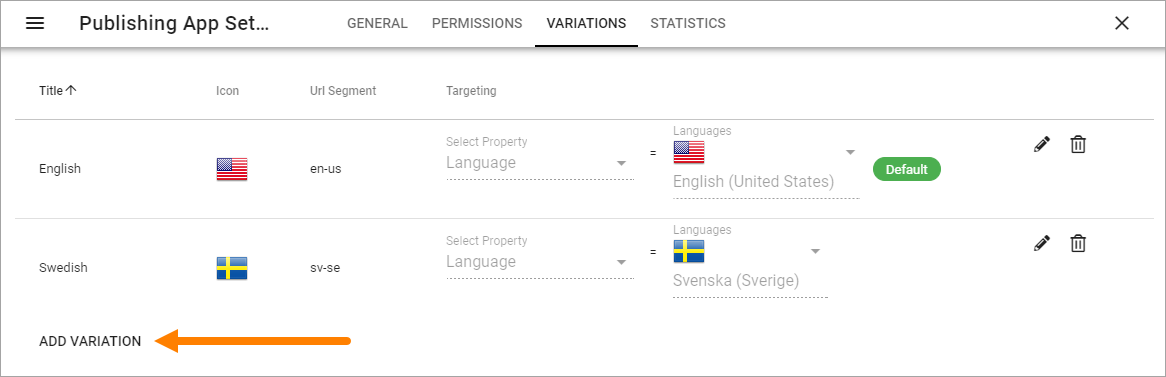 Publishing App Set... GENERAL PERMISSIONS VARIATIONS STATISTICS
Title Icon Url Segment Targeting
Select Property Languages
English en-us Language = English (United States) Default
Select Property Languages
Swedish sv-se Language = Svenska (Sverige)
ADD VARIATION